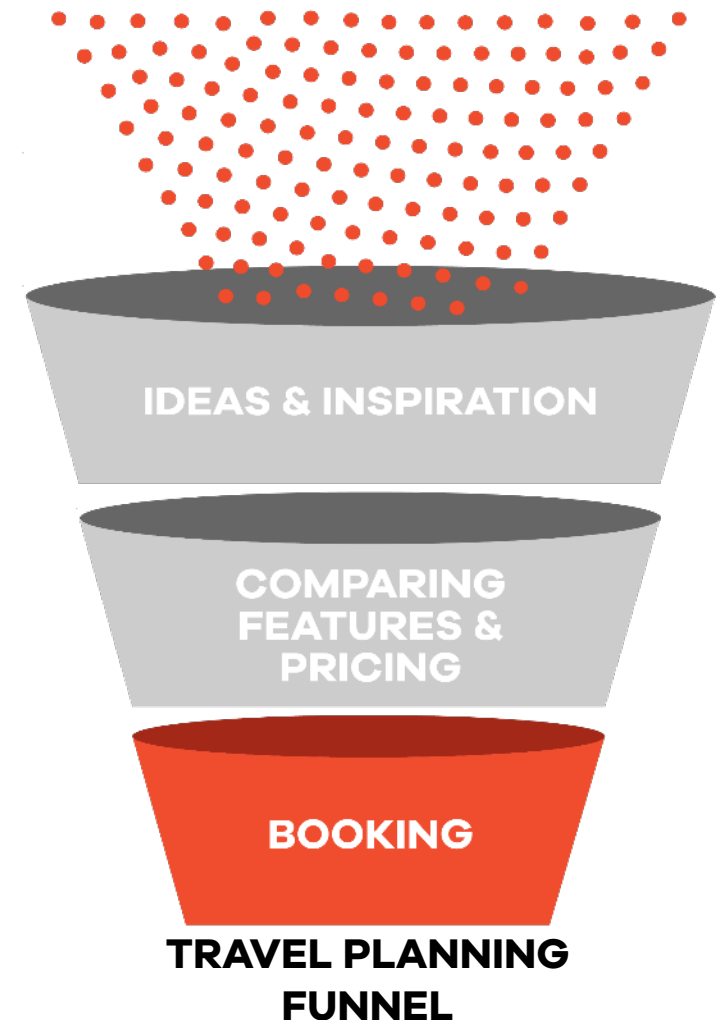 IDEAS & INSPIRATION
COMPARING
FEATURES &
PRICING
BOOKING
TRAVEL PLANNING
FUNNEL